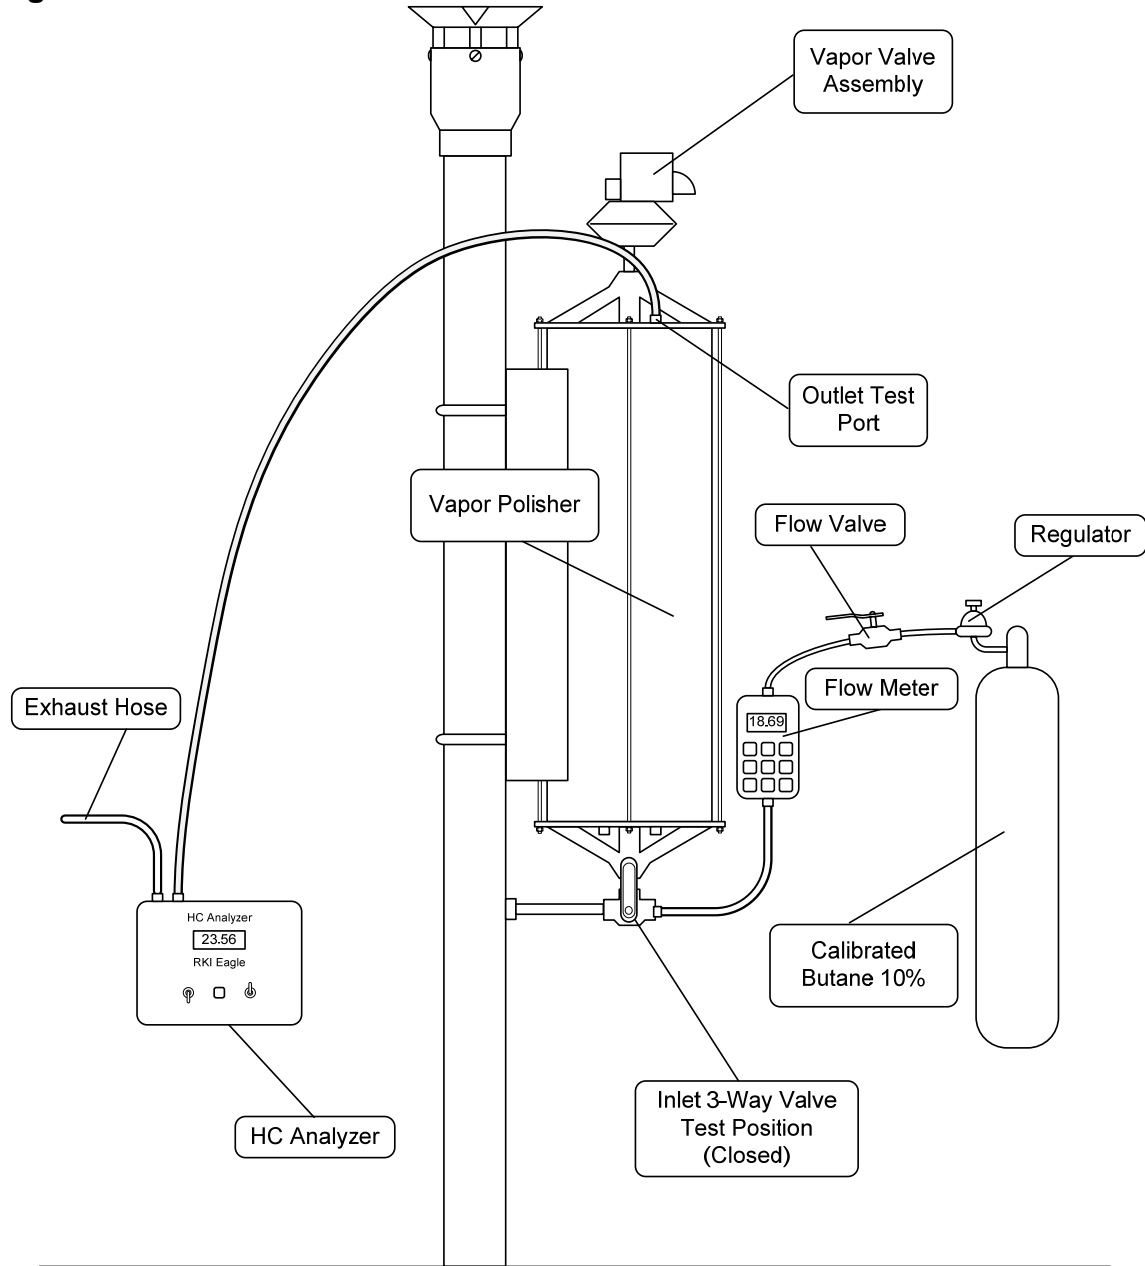 Vapor Valve
Assembly
Outlet Test
Port
Vapor Polisher
Flow Valve
Regulator
Exhaust Hose
Flow Meter
18.69
HC Analyzer
23.56
RKI Eagle
Calibrated
Butane 10%
Inlet 3-Way Valve
Test Position
(Closed)
HC Analyzer